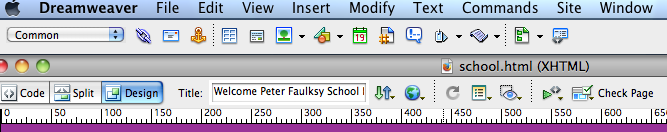 Dreamweaver File Edit View Insert Modify Text Commands Site Window
Common 19
school.html (XHTML)
Code Split Design Title: Welcome Peter Faulksy School Check Page
0 50 100 150 200 250 300 350 400 450 500 550 600 650